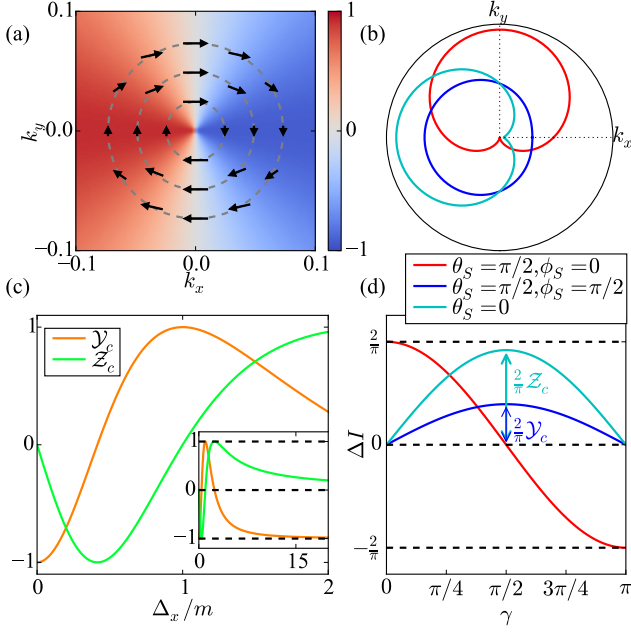 (a)
0.1
0.0
−0.1
k_y
−0.1
0.0
0.1
k_x
1
0
−1
(b)
k_y
k_x
θ_S = π/2, ϕ_S = 0
θ_S = π/2, ϕ_S = π/2
θ_S = 0
(c)
1
0
−1
𝒴_c
𝒵_c
1
0
−1
0
15
0
1
2
Δ_x/m
(d)
2/π
0
−2/π
ΔI
2/π 𝒵_c
2/π 𝒴_c
0
π/4
π/2
3π/4
π
γ